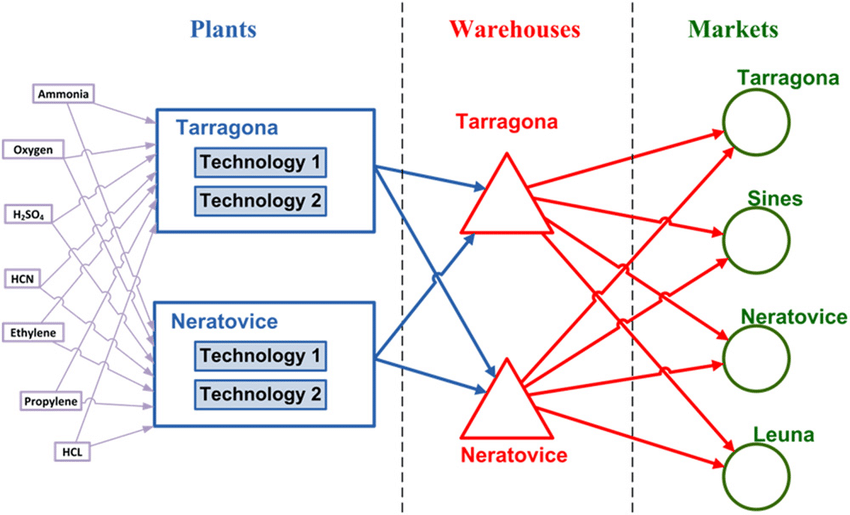 Plants
Warehouses
Markets
Ammonia
Oxygen
H₂SO₄
HCN
Ethylene
Propylene
HCL
Tarragona
Technology 1
Technology 2
Neratovice
Technology 1
Technology 2
Tarragona
Neratovice
Tarragona
Sines
Neratovice
Leuna